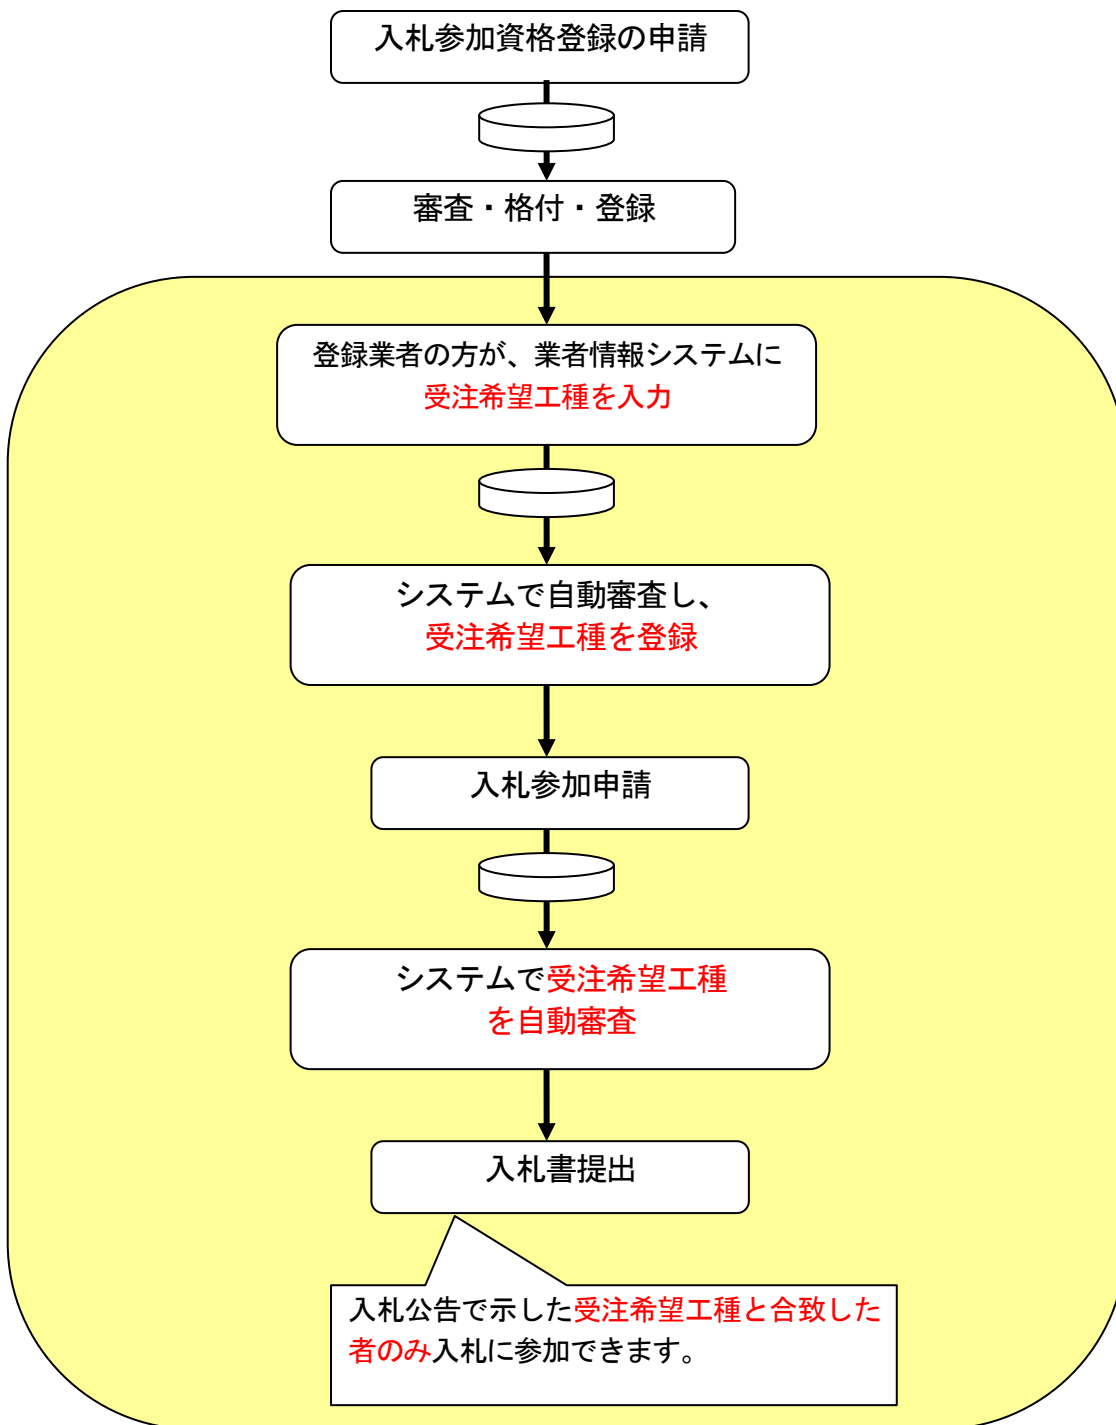 入札参加資格登録の申請
審査・格付・登録
登録業者の方が、業者情報システムに
受注希望工種を入力
システムで自動審査し、
受注希望工種を登録
入札参加申請
システムで受注希望工種
を自動審査
入札書提出
入札公告で示した受注希望工種と合致した
者のみ入札に参加できます。